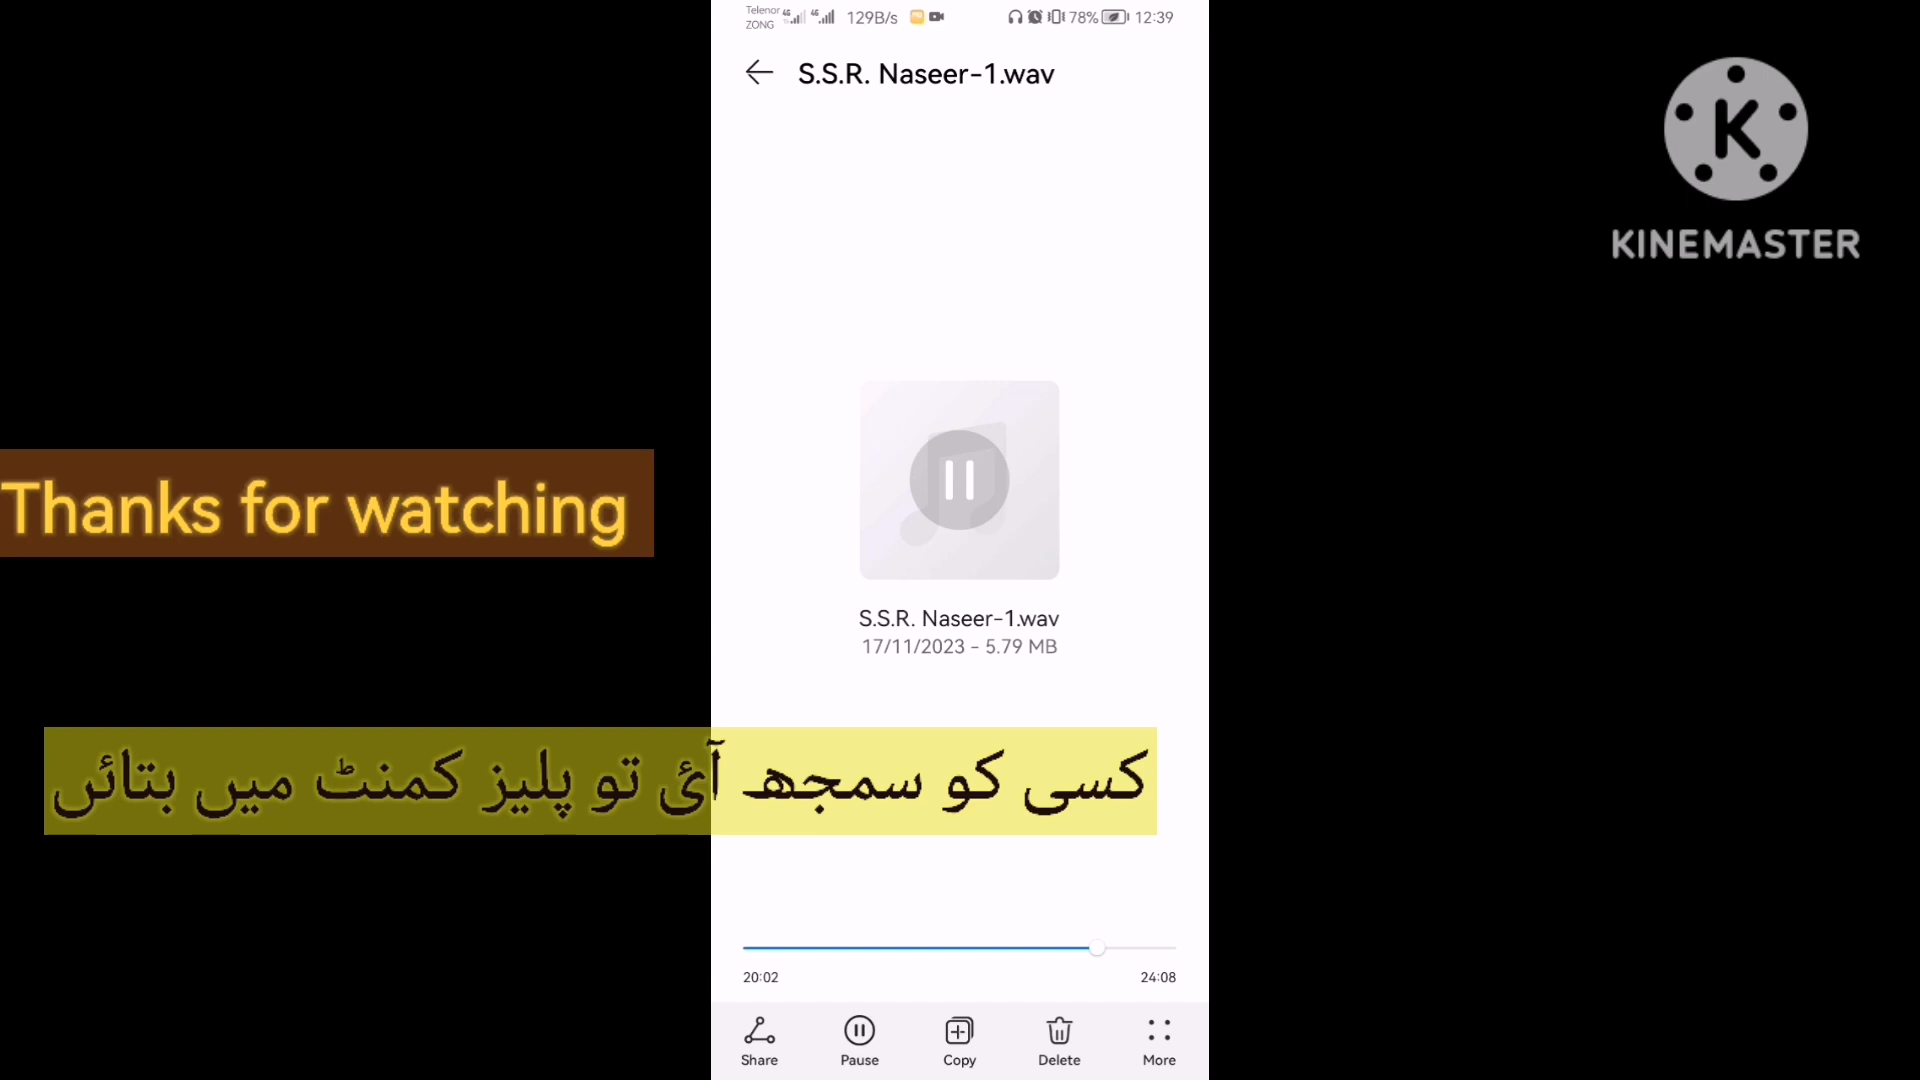 Telenor
ZONG
4G
4G
129B/s
78%
12:39
S.S.R. Naseer-1.wav
K
KINEMASTER
Thanks for watching
S.S.R. Naseer-1.wav
17/11/2023 - 5.79 MB
کسی کو سمجھ آئ تو پلیز کمنٹ میں بتائں
20:02
24:08
Share
Pause
Copy
Delete
More